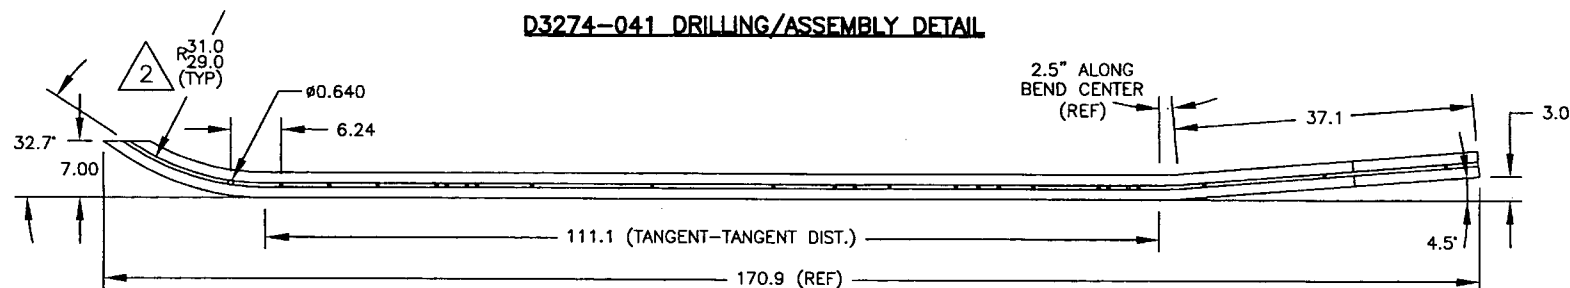 D3274-041 DRILLING/ASSEMBLY DETAIL
2
R31.0
29.0
(TYP)
ø0.640
6.24
2.5" ALONG
BEND CENTER
(REF)
37.1
3.0
32.7°
7.00
111.1 (TANGENT-TANGENT DIST.)
4.5°
170.9 (REF)